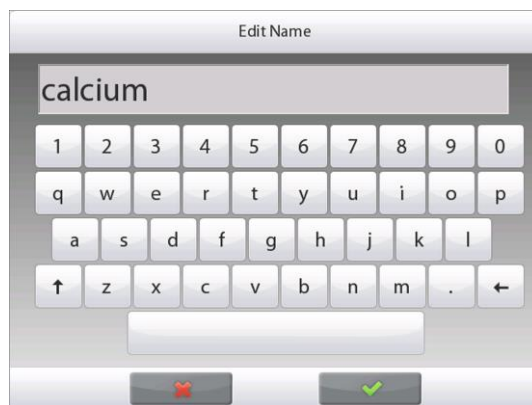 Edit Name
calcium
1 2 3 4 5 6 7 8 9 0
q w e r t y u i o p
a s d f g h j k l
↑ z x c v b n m . ←